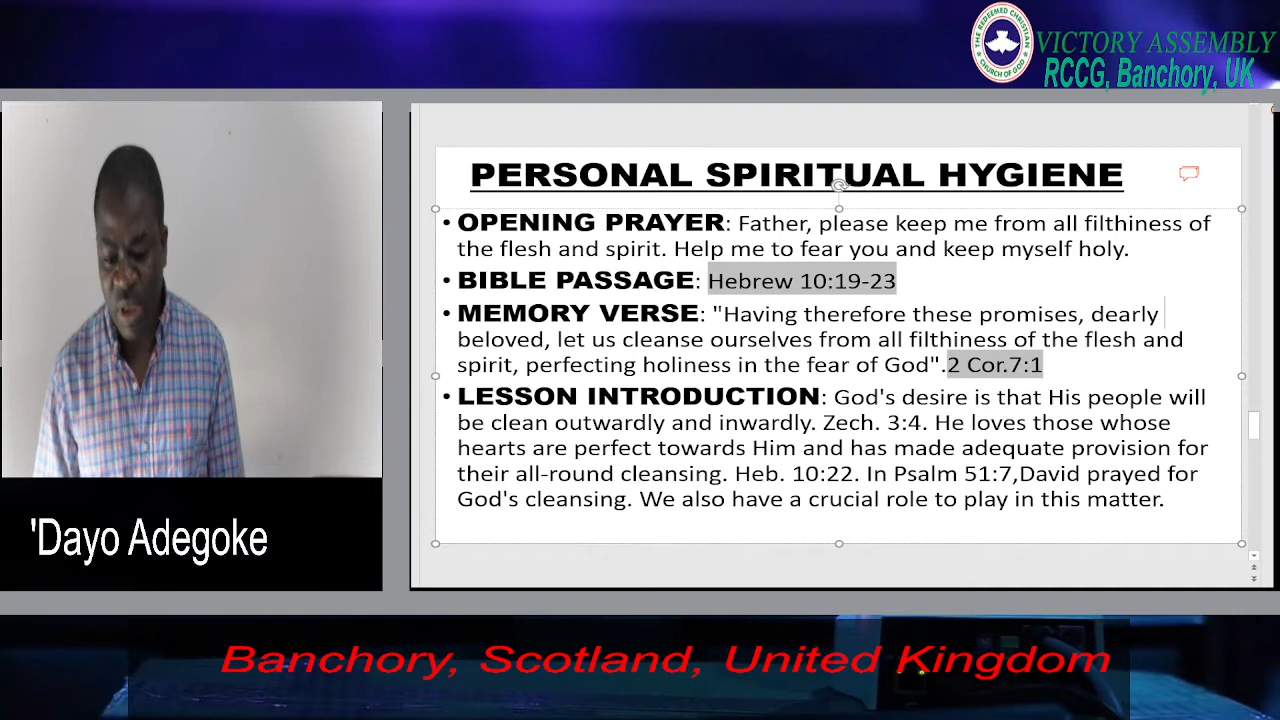 THE REDEEMED CHRISTIAN
CHURCH OF GOD
VICTORY ASSEMBLY
RCCG, Banchory, UK
PERSONAL SPIRITUAL HYGIENE
• OPENING PRAYER: Father, please keep me from all filthiness of
the flesh and spirit. Help me to fear you and keep myself holy.
• BIBLE PASSAGE: Hebrew 10:19-23
• MEMORY VERSE: "Having therefore these promises, dearly
beloved, let us cleanse ourselves from all filthiness of the flesh and
spirit, perfecting holiness in the fear of God".2 Cor.7:1
• LESSON INTRODUCTION: God's desire is that His people will
be clean outwardly and inwardly. Zech. 3:4. He loves those whose
hearts are perfect towards Him and has made adequate provision for
their all-round cleansing. Heb. 10:22. In Psalm 51:7,David prayed for
God's cleansing. We also have a crucial role to play in this matter.
'Dayo Adegoke
Banchory, Scotland, United Kingdom